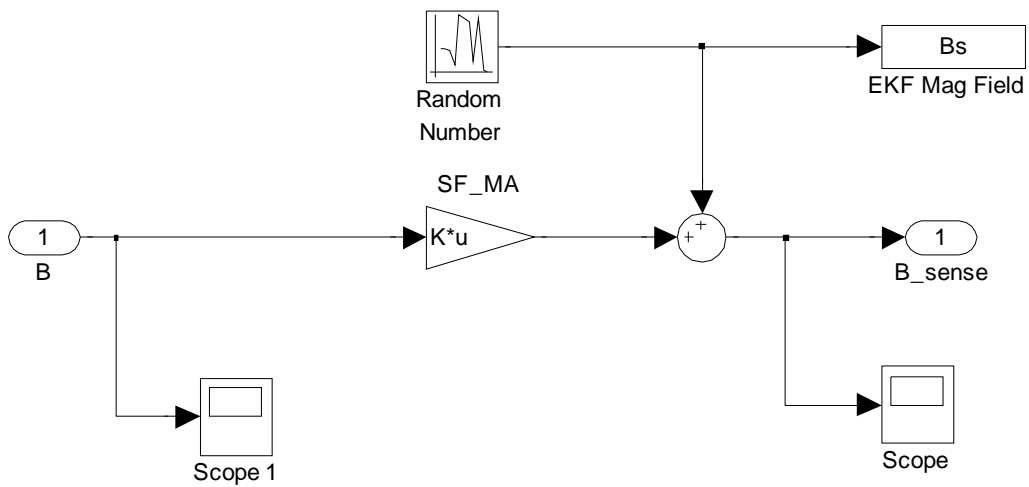 Bs
EKF Mag Field
Random
Number
SF_MA
1
B
K*u
+
+
1
B_sense
Scope 1
Scope